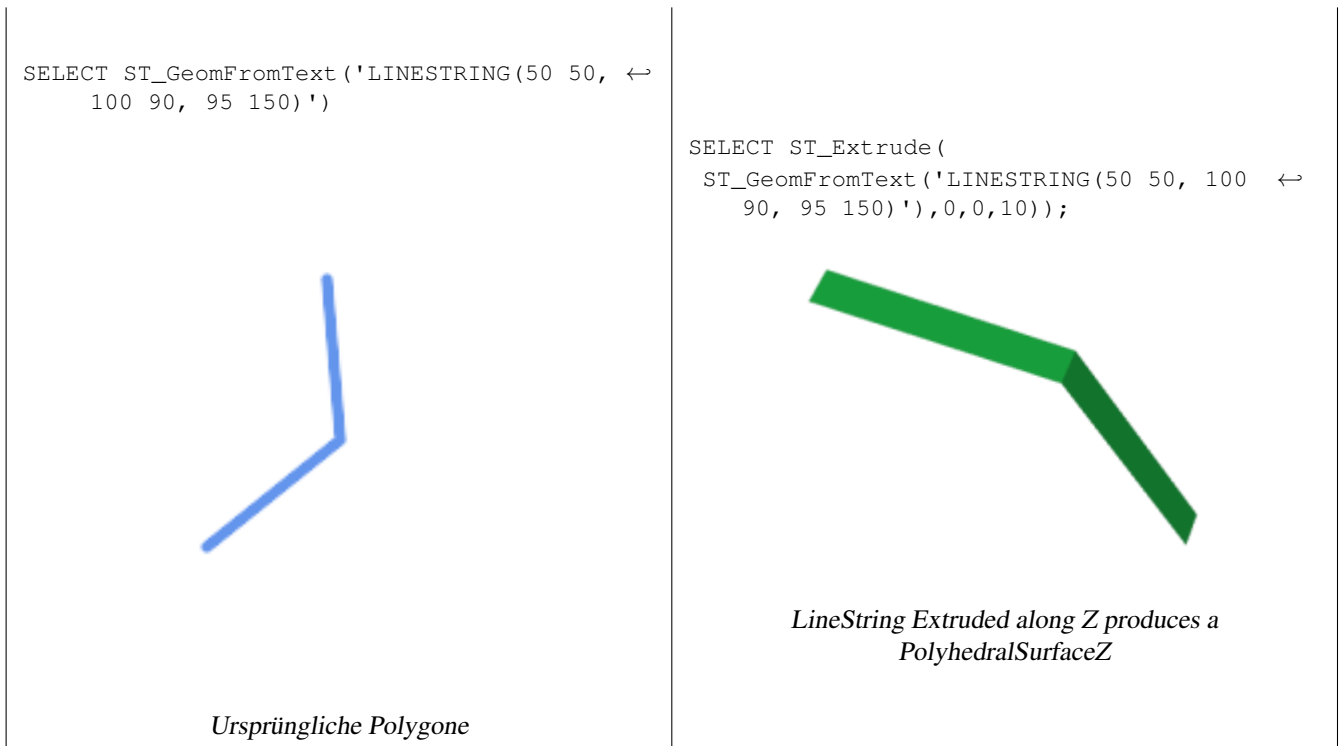 SELECT ST_GeomFromText('LINESTRING(50 50, ↩
100 90, 95 150)')
Ursprüngliche Polygone
SELECT ST_Extrude(
ST_GeomFromText('LINESTRING(50 50, 100 ↩
90, 95 150)'),0,0,10));
LineString Extruded along Z produces a
PolyhedralSurfaceZ